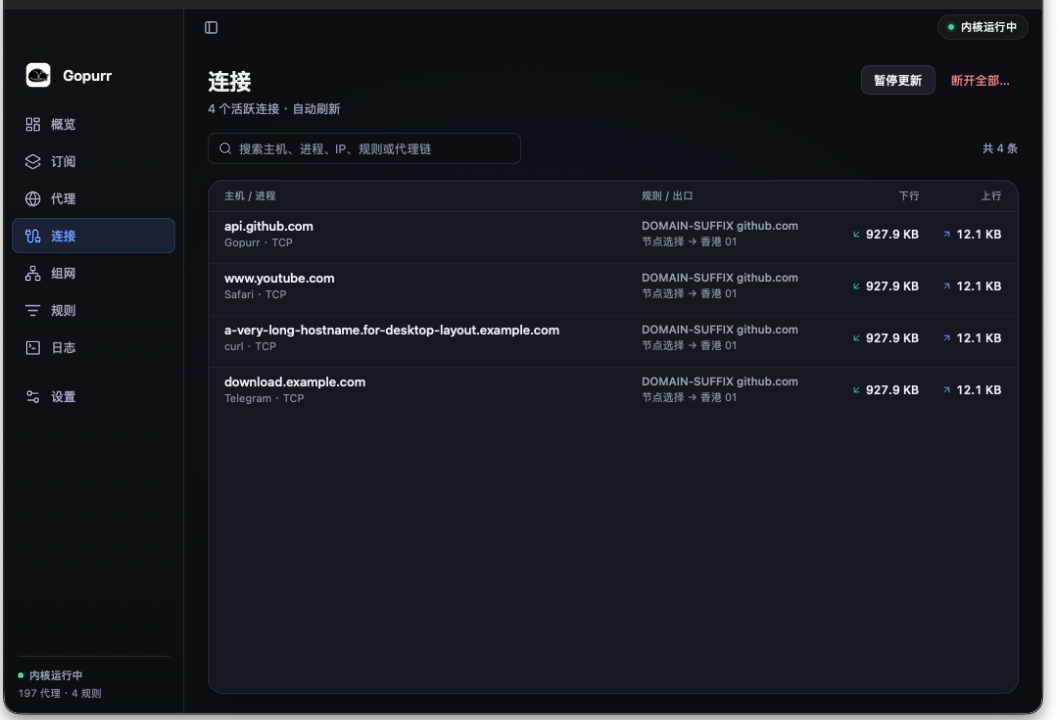 内核运行中
Gopurr
概览
订阅
代理
连接
组网
规则
日志
设置
内核运行中
197 代理 · 4 规则
连接
4 个活跃连接 · 自动刷新
暂停更新
断开全部...
搜索主机、进程、IP、规则或代理链
共 4 条
主机 / 进程 规则 / 出口 下行 上行
api.github.com DOMAIN-SUFFIX github.com ↙ 927.9 KB ↗ 12.1 KB
Gopurr · TCP 节点选择 → 香港 01
www.youtube.com DOMAIN-SUFFIX github.com ↙ 927.9 KB ↗ 12.1 KB
Safari · TCP 节点选择 → 香港 01
a-very-long-hostname.for-desktop-layout.example.com DOMAIN-SUFFIX github.com ↙ 927.9 KB ↗ 12.1 KB
curl · TCP 节点选择 → 香港 01
download.example.com DOMAIN-SUFFIX github.com ↙ 927.9 KB ↗ 12.1 KB
Telegram · TCP 节点选择 → 香港 01